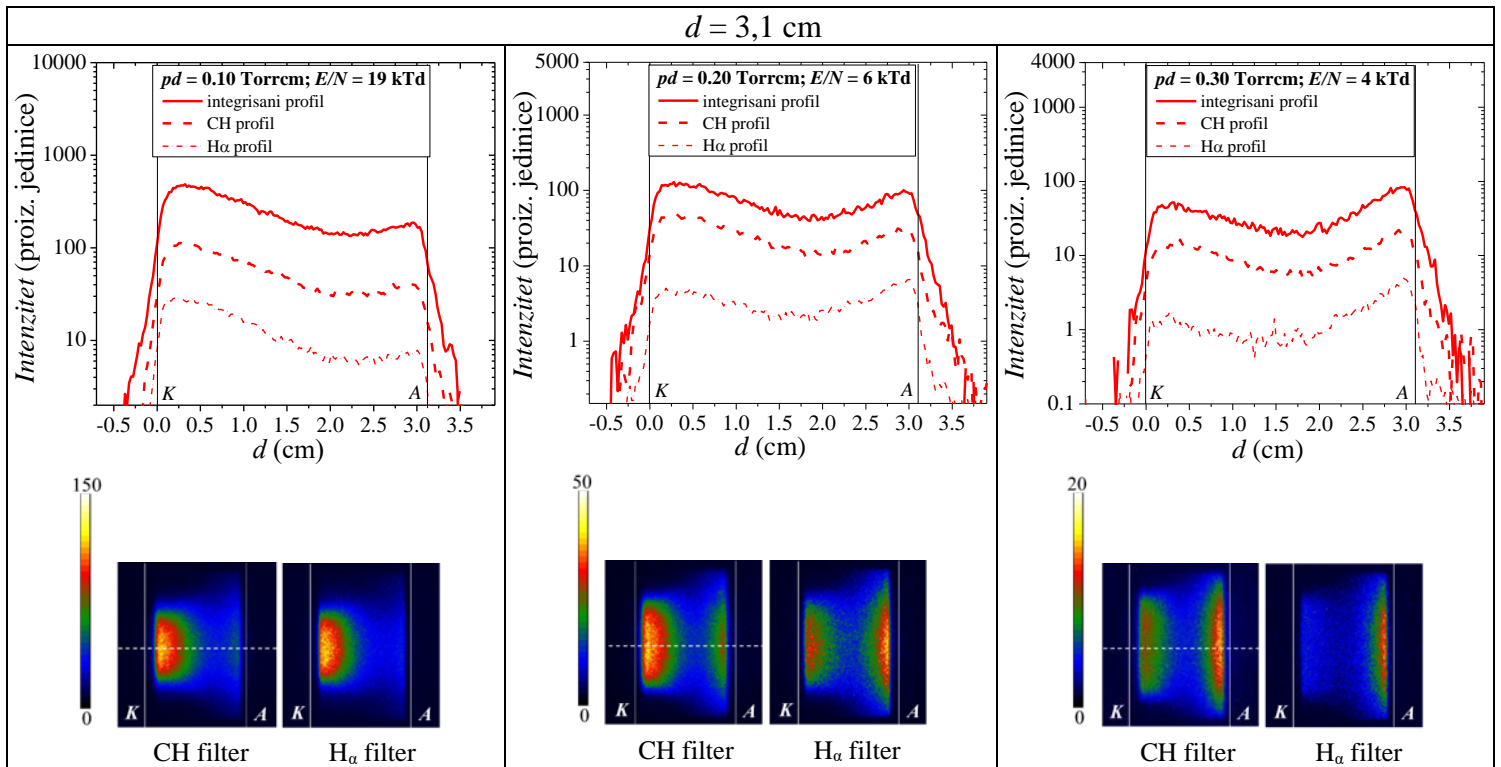 d = 3,1 cm
Intenzitet (proiz. jedinice)
10000
1000
100
10
pd = 0.10 Torrcm; E/N = 19 kTd
integrisani profil
CH profil
Hα profil
K
A
-0.5 0.0 0.5 1.0 1.5 2.0 2.5 3.0 3.5
d (cm)
150
0
K
A
K
A
CH filter
Hα filter
Intenzitet (proiz. jedinice)
5000
1000
100
10
1
pd = 0.20 Torrcm; E/N = 6 kTd
integrisani profil
CH profil
Hα profil
K
A
-0.5 0.0 0.5 1.0 1.5 2.0 2.5 3.0 3.5
d (cm)
50
0
K
A
K
A
CH filter
Hα filter
Intenzitet (proiz. jedinice)
4000
1000
100
10
1
0.1
pd = 0.30 Torrcm; E/N = 4 kTd
integrisani profil
CH profil
Hα profil
K
A
-0.5 0.0 0.5 1.0 1.5 2.0 2.5 3.0 3.5
d (cm)
20
0
K
A
K
A
CH filter
Hα filter